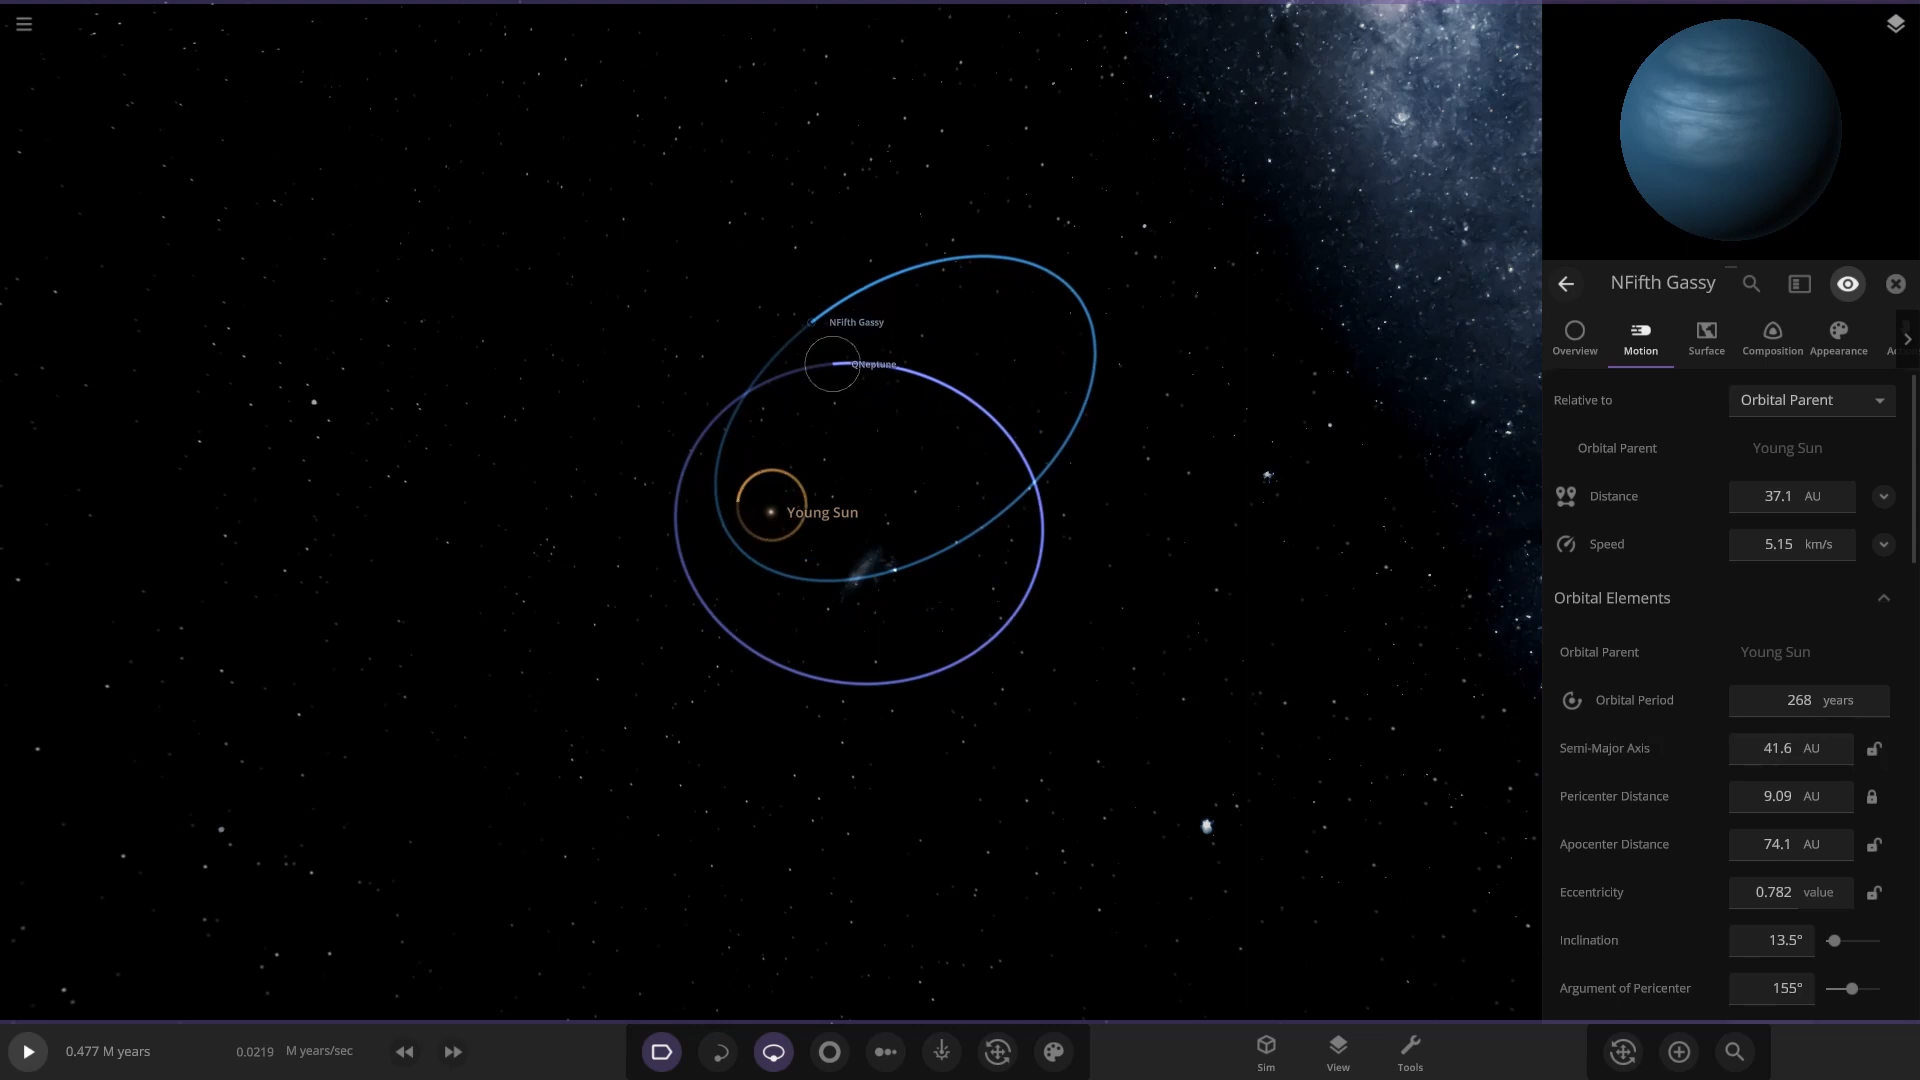 NFifth Gassy
QNeptune
Young Sun
NFifth Gassy
Overview
Motion
Surface
Composition
Appearance
Relative to
Orbital Parent
Orbital Parent
Young Sun
Distance
37.1 AU
Speed
5.15 km/s
Orbital Elements
Orbital Parent
Young Sun
Orbital Period
268 years
Semi-Major Axis
41.6 AU
Pericenter Distance
9.09 AU
Apocenter Distance
74.1 AU
Eccentricity
0.782 value
Inclination
13.5°
Argument of Pericenter
155°
0.477 M years
0.0219 M years/sec
Sim
View
Tools